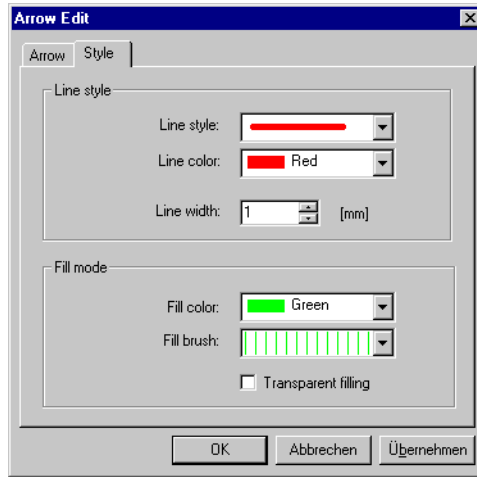 Arrow Edit
Arrow Style
Line style
Line style:
Line color: Red
Line width: 1 [mm]
Fill mode
Fill color: Green
Fill brush:
Transparent filling
OK Abbrechen Übernehmen